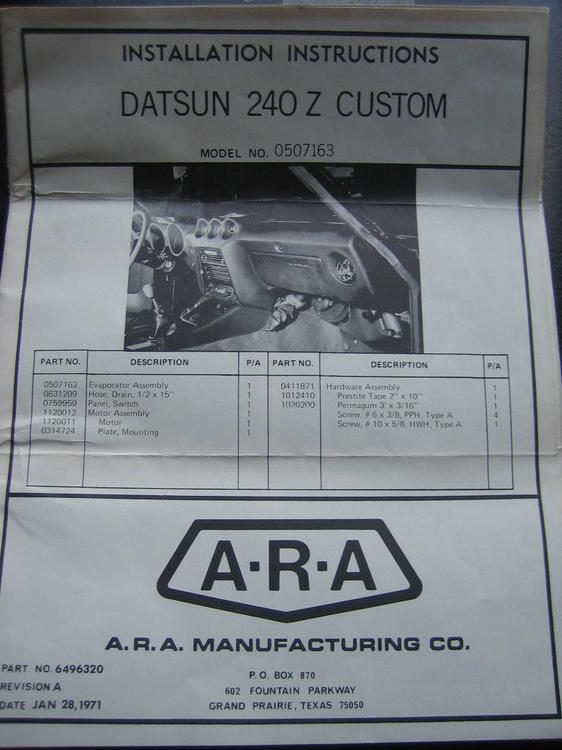 INSTALLATION INSTRUCTIONS
DATSUN 240 Z CUSTOM
MODEL NO. 0507163
PART NO. DESCRIPTION P/A PART NO. DESCRIPTION P/A
0507163 Evaporator Assembly 1 0411871 Hardware Assembly 1
0631209 Hose, Drain, 1/2 x 15" 1 1012410 Prestite Tape 2" x 10" 1
0759959 Panel, Switch 1 1020200 Permagum 3' x 3/16" 1
1120012 Motor Assembly 1 Screw, # 6 x 3/8, PPH, Type A 4
1120011 Motor 1 Screw, # 10 x 5/8, HWH, Type A 1
0314724 Plate, Mounting 1
A·R·A
A.R.A. MANUFACTURING CO.
PART NO. 6496320
REVISION A
DATE JAN 28, 1971
P.O. BOX 870
602 FOUNTAIN PARKWAY
GRAND PRAIRIE, TEXAS 75050